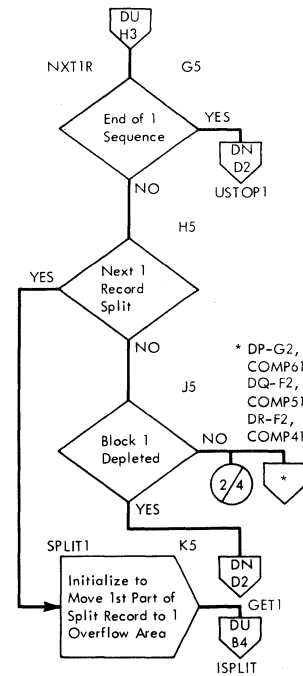 DU
H3
NXT1R
G5
End of 1
Sequence
YES
DN
D2
USTOP1
NO
H5
YES
Next 1
Record
Split
NO
* DP-G2,
COMP61
DQ-F2,
COMP51
DR-F2,
COMP41
J5
Block 1
Depleted
NO
2/4
*
YES
DN
D2
SPLIT1
K5
Initialize to
Move 1st Part of
Split Record to 1
Overflow Area
GET1
DU
B4
ISPLIT